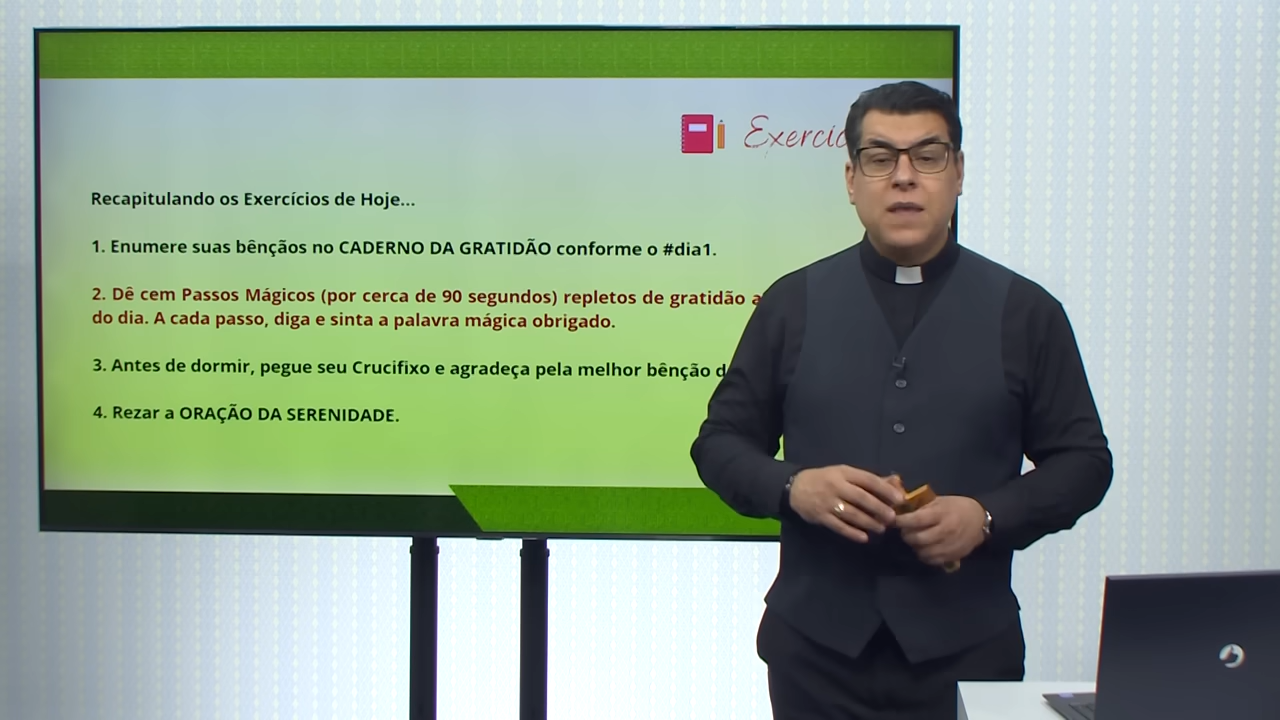 Recapitulando os Exercícios de Hoje...
1. Enumere suas bênçãos no CADERNO DA GRATIDÃO conforme o #dia1.
2. Dê cem Passos Mágicos (por cerca de 90 segundos) repletos de gratidão
do dia. A cada passo, diga e sinta a palavra mágica obrigado.
3. Antes de dormir, pegue seu Crucifixo e agradeça pela melhor bênção
4. Rezar a ORAÇÃO DA SERENIDADE.